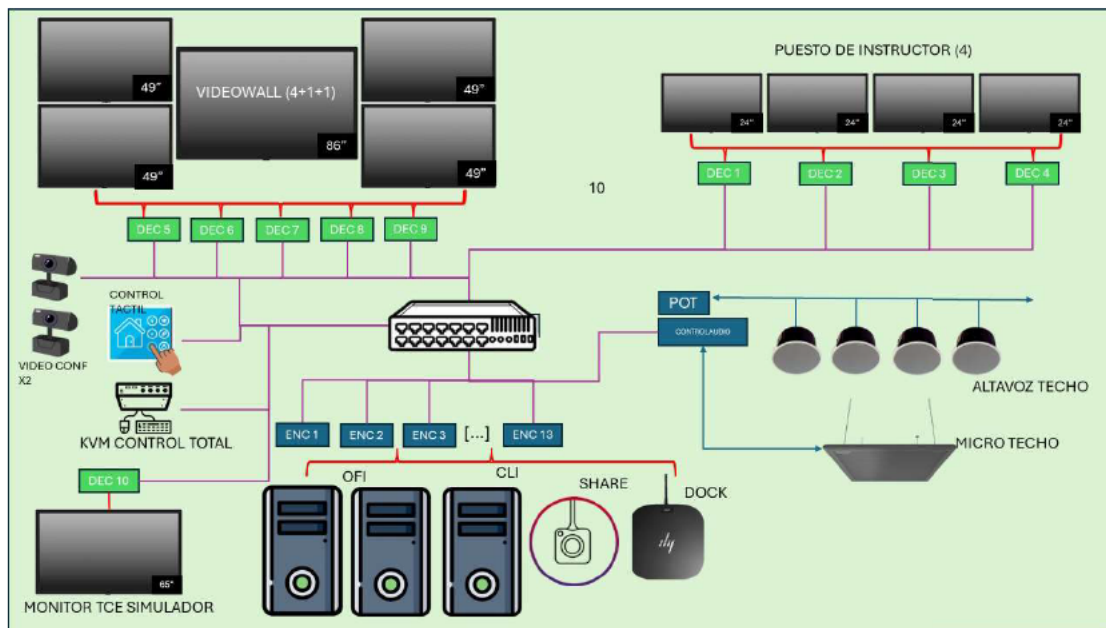 49"
VIDEOWALL (4+1+1)
86"
49"
49"
49"
PUESTO DE INSTRUCTOR (4)
24"
24"
24"
24"
DEC 1
DEC 2
DEC 3
DEC 4
10
DEC 5
DEC 6
DEC 7
DEC 8
DEC 9
CONTROL
TACTIL
VIDEO CONF
X2
KVM CONTROL TOTAL
POT
CONTROLAUDIO
ALTAVOZ TECHO
MICRO TECHO
ENC 1
ENC 2
ENC 3
[...]
ENC 13
OFI
CLI
SHARE
DOCK
hp
DEC 10
65"
MONITOR TCE SIMULADOR